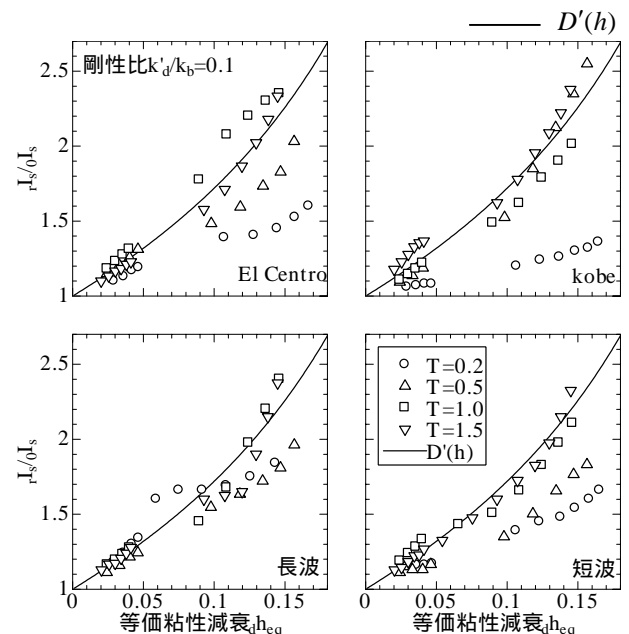 D′(h)
剛性比k'd/kb=0.1
2.5
2
1.5
1
rIs/0Is
El Centro
kobe
2.5
2
1.5
1
rIs/0Is
長波
T=0.2
T=0.5
T=1.0
T=1.5
D'(h)
短波
0 0.05 0.1 0.15
0 0.05 0.1 0.15
等価粘性減衰dheq
等価粘性減衰dheq